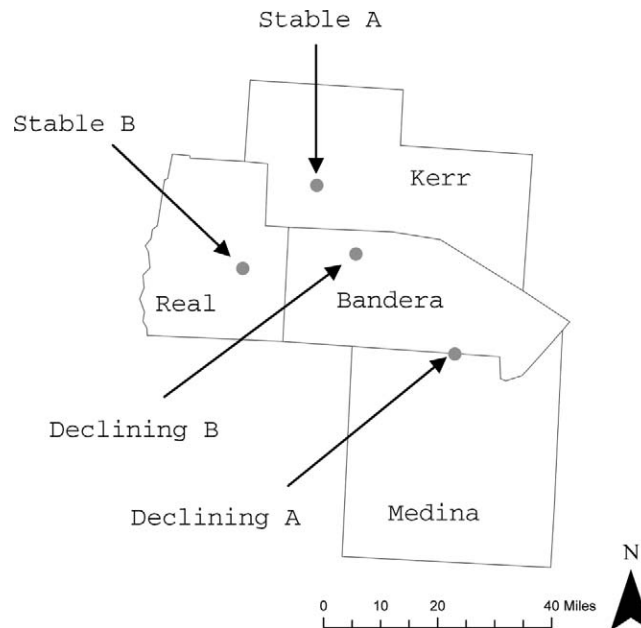 Stable A
Stable B
Kerr
Real
Bandera
Declining B
Declining A
Medina
N
0 10 20 40 Miles